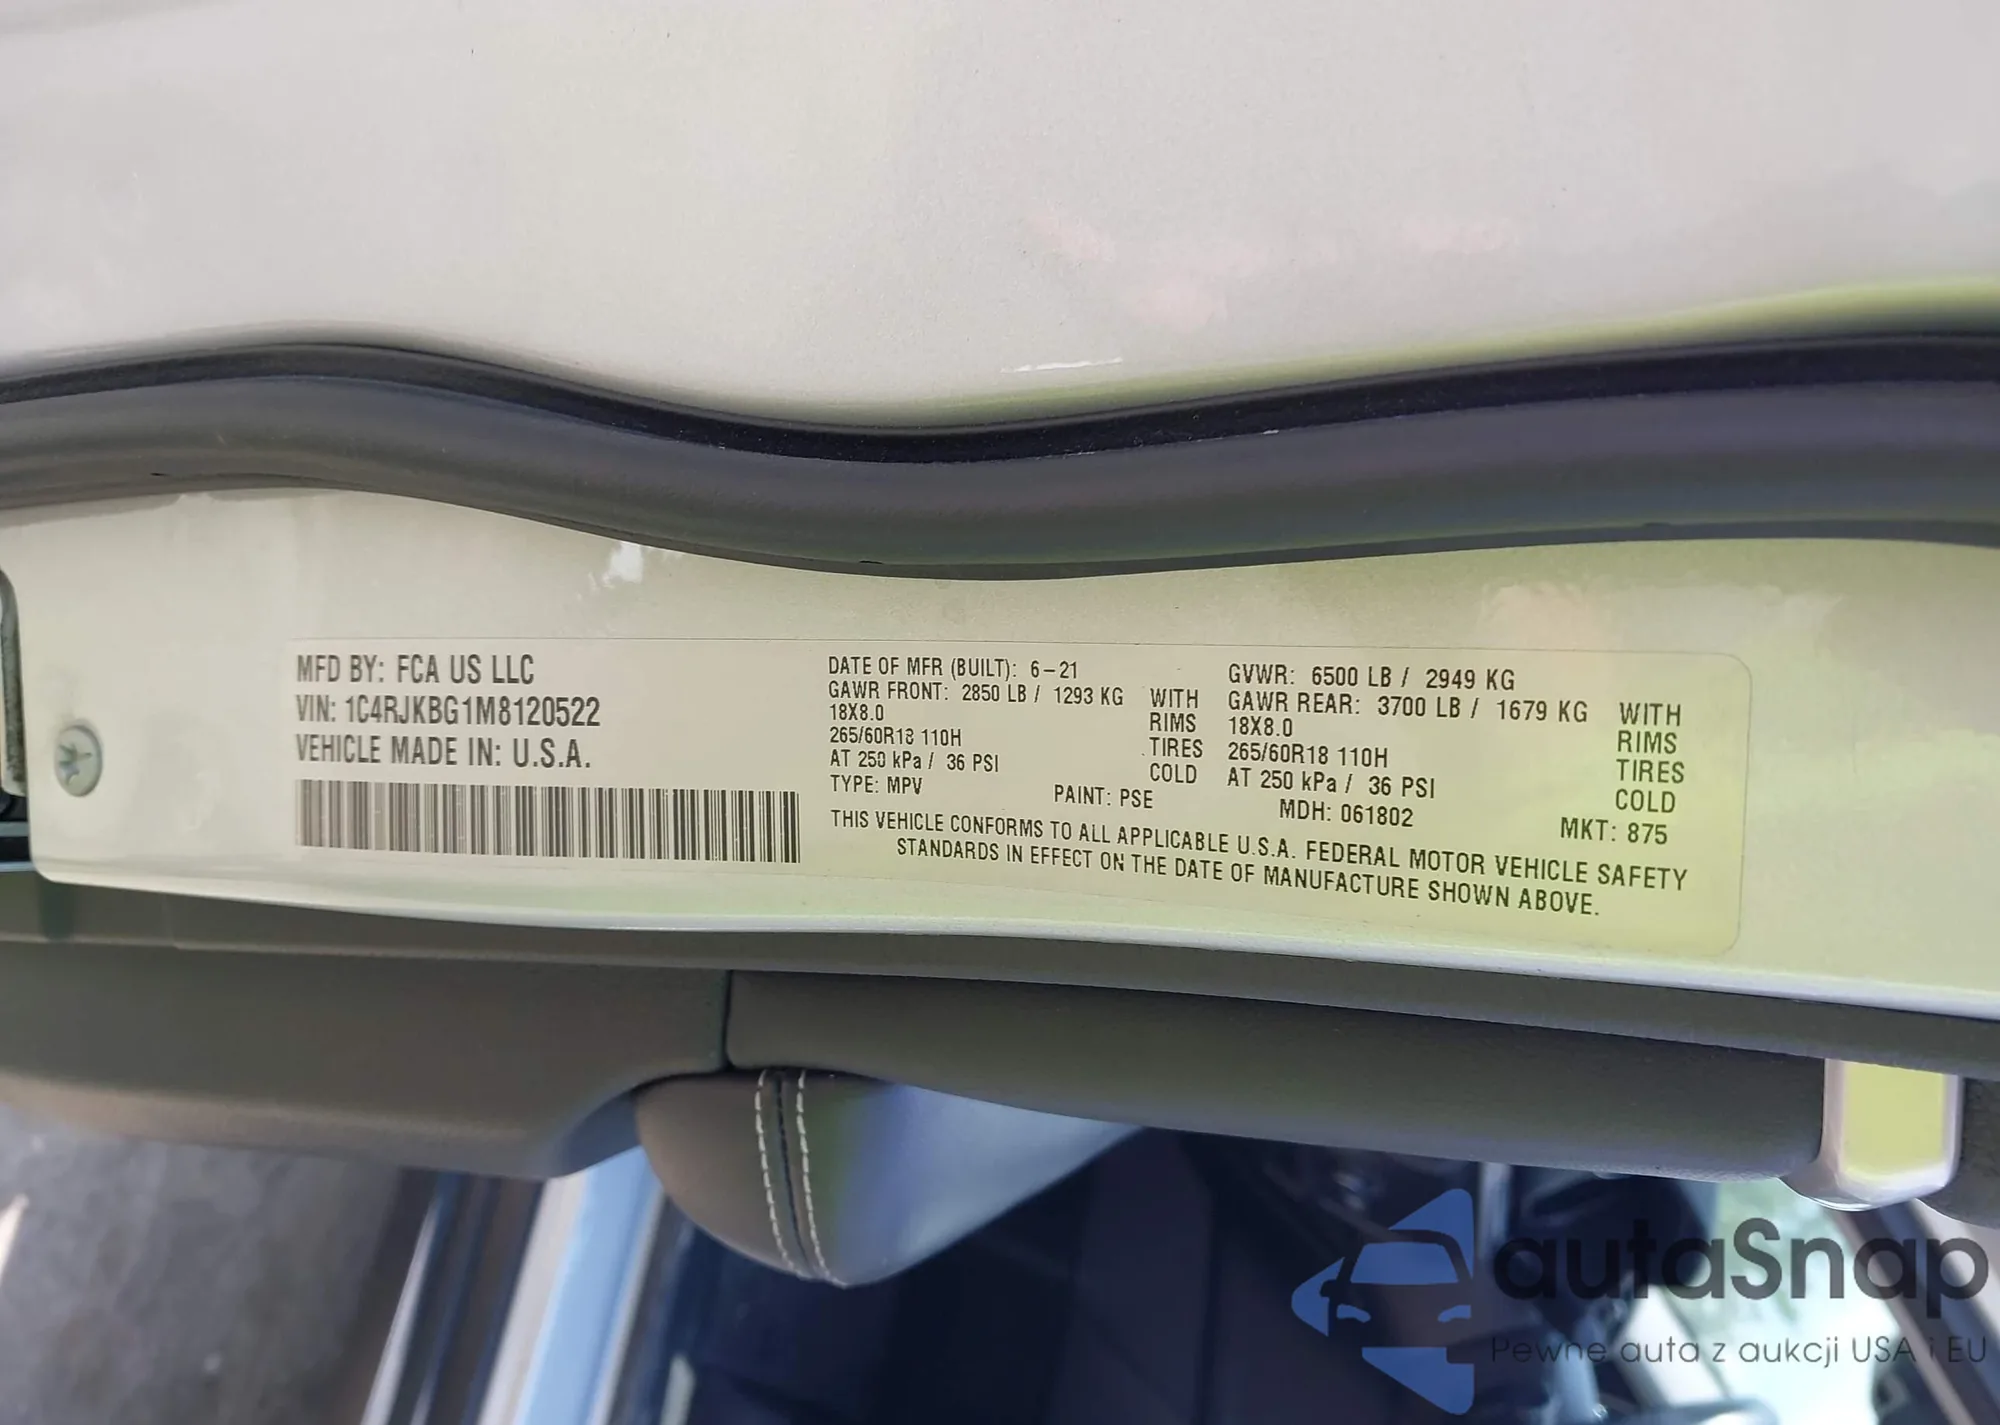 MFD BY: FCA US LLC
VIN: 1C4RJKBG1M8120522
VEHICLE MADE IN: U.S.A.
DATE OF MFR (BUILT): 6-21
GAWR FRONT: 2850 LB / 1293 KG WITH
18X8.0 RIMS
265/60R18 110H TIRES
AT 250 kPa / 36 PSI COLD
TYPE: MPV PAINT: PSE
GVWR: 6500 LB / 2949 KG
GAWR REAR: 3700 LB / 1679 KG WITH
18X8.0 RIMS
265/60R18 110H TIRES
AT 250 kPa / 36 PSI COLD
MDH: 061802 MKT: 875
THIS VEHICLE CONFORMS TO ALL APPLICABLE U.S.A. FEDERAL MOTOR VEHICLE SAFETY
STANDARDS IN EFFECT ON THE DATE OF MANUFACTURE SHOWN ABOVE.
autaSnap
Pewne auta z aukcji USA i EU